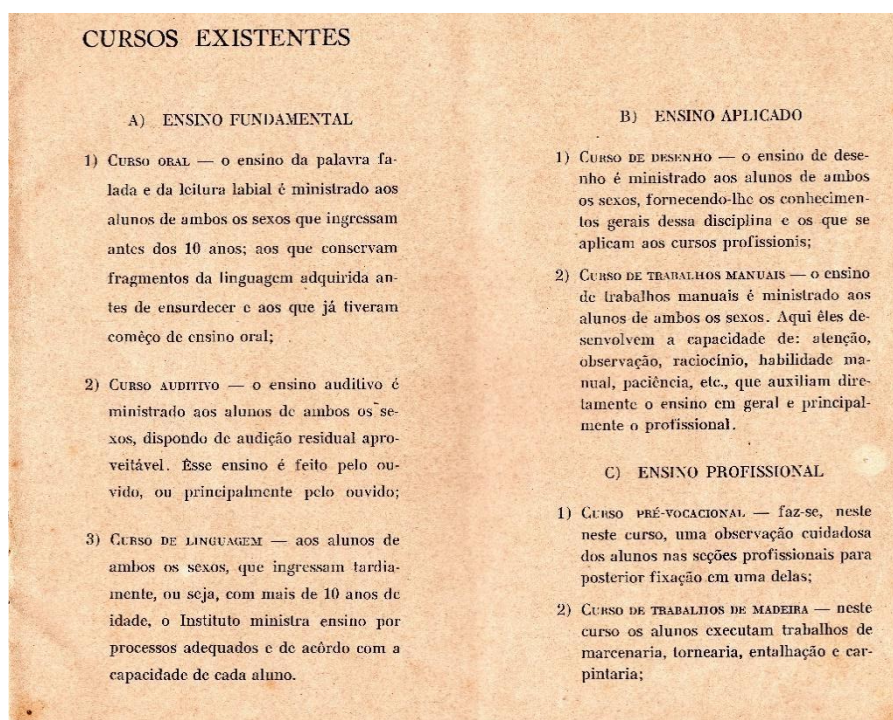 CURSOS EXISTENTES
A) ENSINO FUNDAMENTAL
1) CURSO ORAL — o ensino da palavra fa-
lada e da leitura labial é ministrado aos
alunos de ambos os sexos que ingressam
antes dos 10 anos; aos que conservam
fragmentos da linguagem adquirida an-
tes de ensurdecer e aos que já tiveram
comêço de ensino oral;
2) CURSO AUDITIVO — o ensino auditivo é
ministrado aos alunos de ambos os se-
xos, dispondo de audição residual apro-
veitável. Êsse ensino é feito pelo ou-
vido, ou principalmente pelo ouvido;
3) CURSO DE LINGUAGEM — aos alunos de
ambos os sexos, que ingressam tardia-
mente, ou seja, com mais de 10 anos de
idade, o Instituto ministra ensino por
processos adequados e de acôrdo com a
capacidade de cada aluno.
B) ENSINO APLICADO
1) CURSO DE DESENHO — o ensino de dese-
nho é ministrado aos alunos de ambos
os sexos, fornecendo-lhe os conhecimen-
tos gerais dessa disciplina e os que se
aplicam aos cursos profissionis;
2) CURSO DE TRABALHOS MANUAIS — o ensino
de trabalhos manuais é ministrado aos
alunos de ambos os sexos. Aqui êles de-
senvolvem a capacidade de: atenção,
observação, raciocínio, habilidade ma-
nual, paciência, etc., que auxiliam dire-
tamente o ensino em geral e principal-
mente o profissional.
C) ENSINO PROFISSIONAL
1) CURSO PRÉ-VOCACIONAL — faz-se, neste
neste curso, uma observação cuidadosa
dos alunos nas secções profissionais para
posterior fixação em uma delas;
2) CURSO DE TRABALHOS DE MADEIRA — neste
curso os alunos executam trabalhos de
marcenaria, tornearia, entalhação e car-
pintaria;